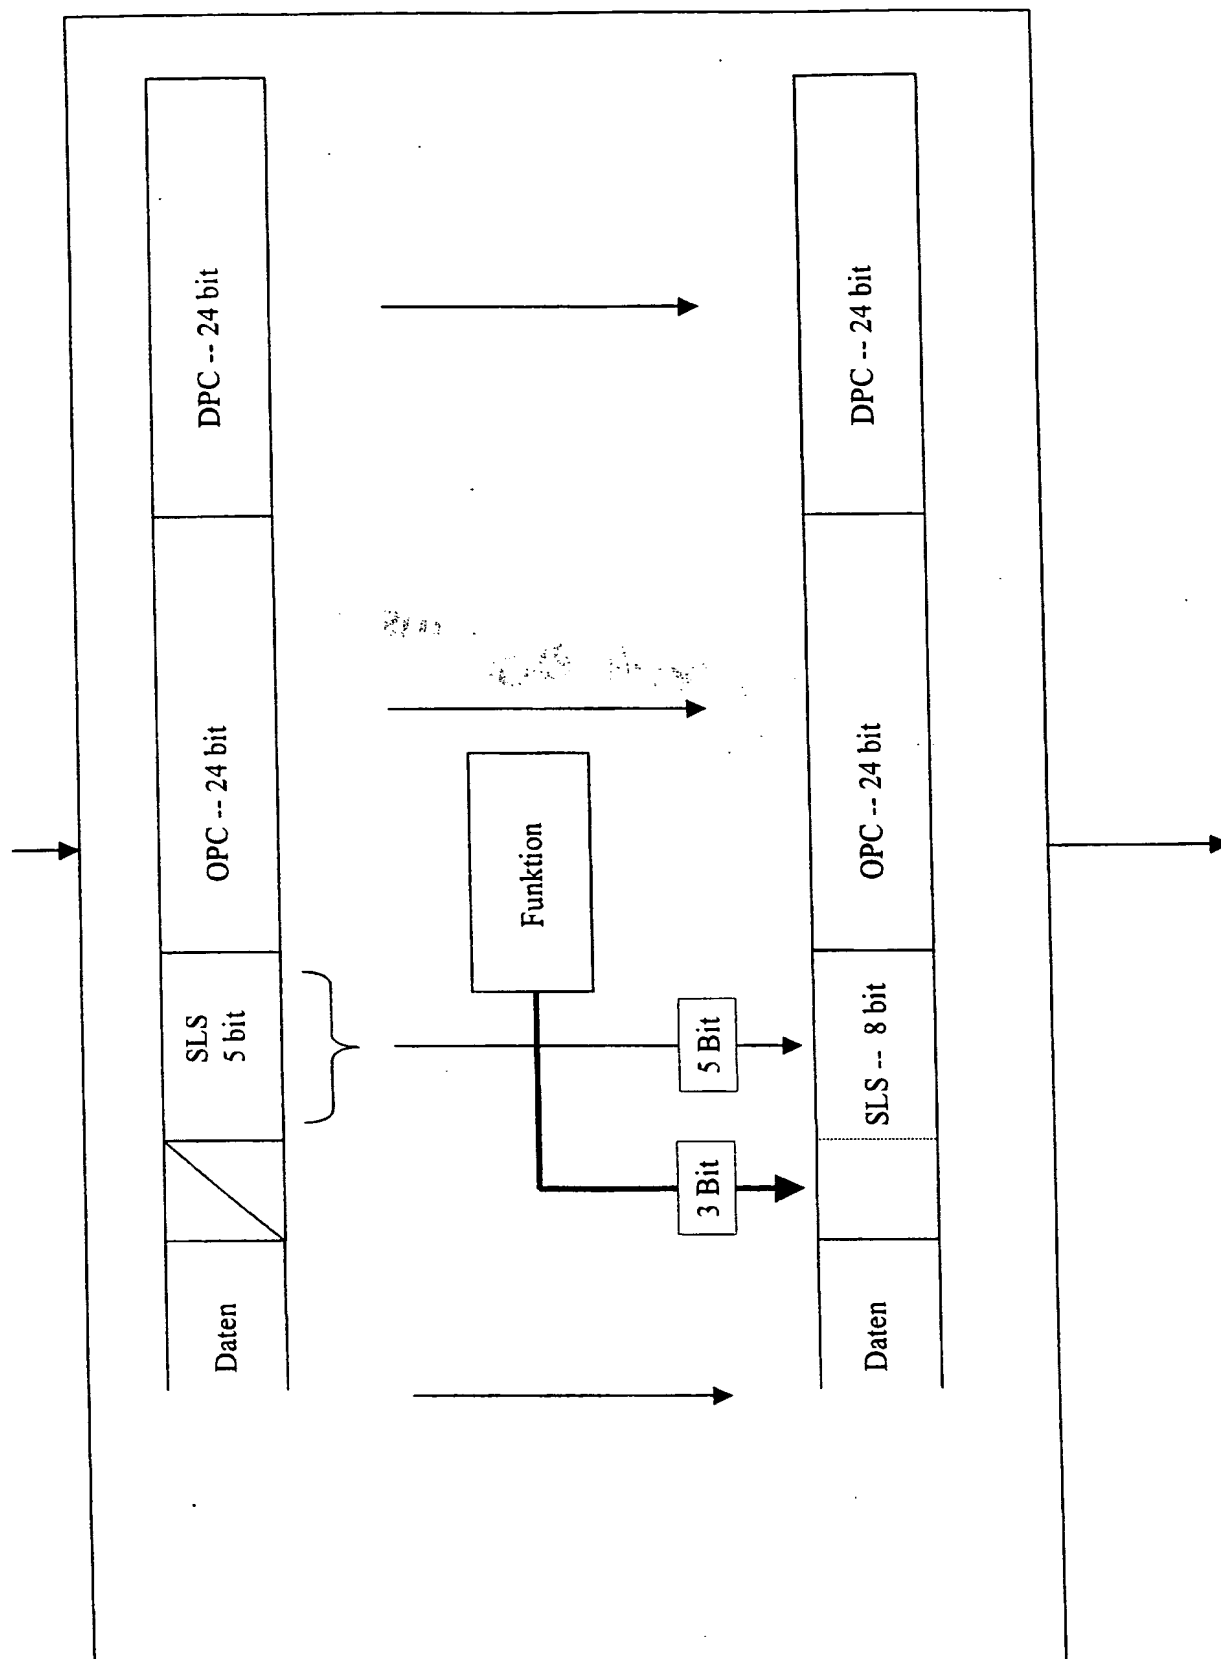 Daten
SLS
5 bit
OPC -- 24 bit
DPC -- 24 bit
Funktion
3 Bit
5 Bit
Daten
SLS -- 8 bit
OPC -- 24 bit
DPC -- 24 bit